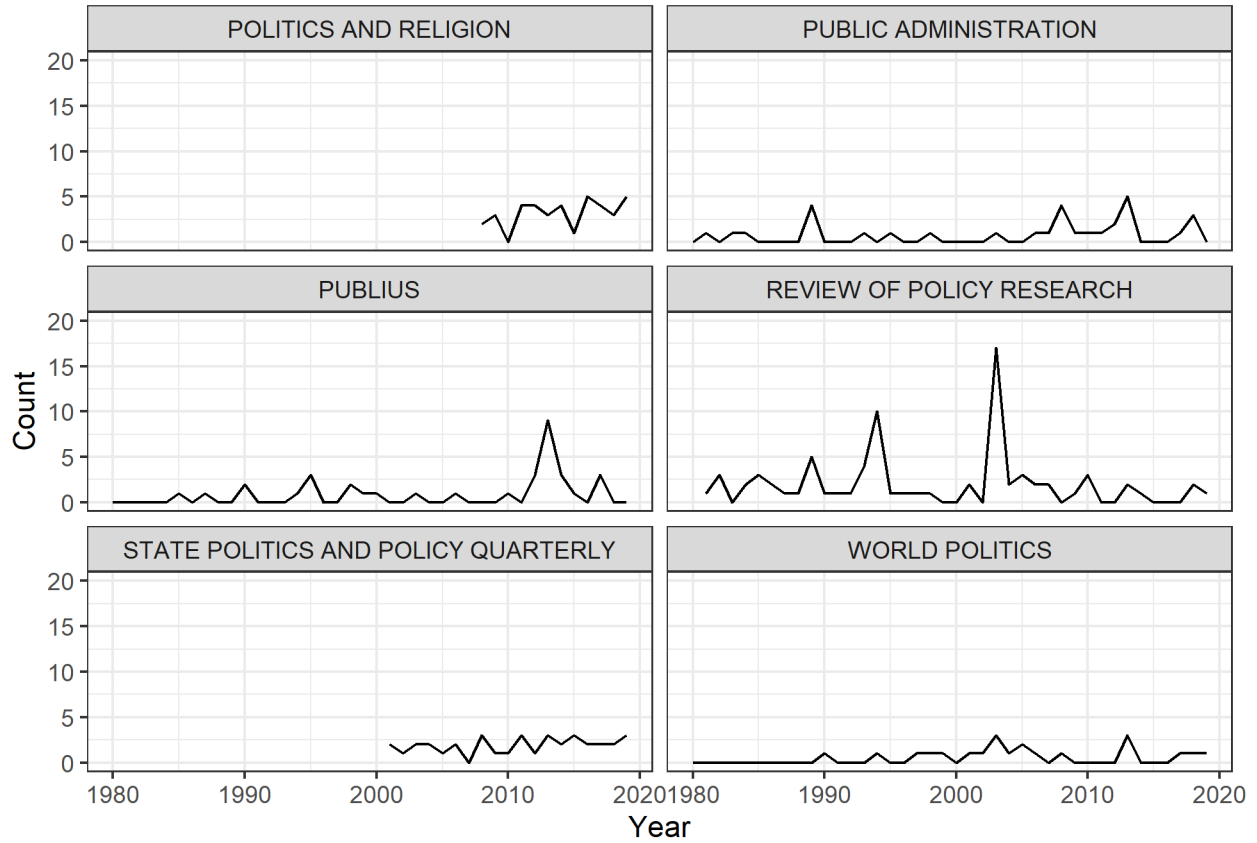 POLITICS AND RELIGION
PUBLIC ADMINISTRATION
20
15
10
5
0
PUBLIUS
REVIEW OF POLICY RESEARCH
20
15
10
5
0
Count
STATE POLITICS AND POLICY QUARTERLY
WORLD POLITICS
20
15
10
5
0
1980 1990 2000 2010 2020
1980 1990 2000 2010 2020
Year